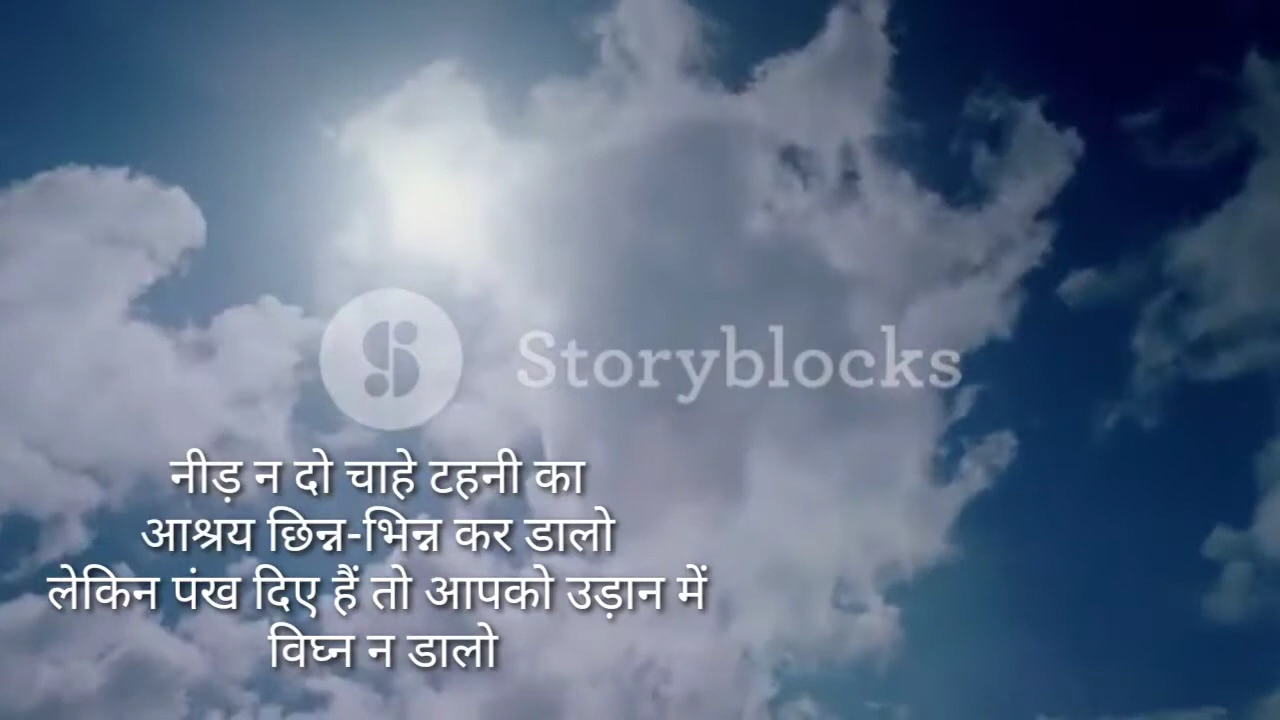 Storyblocks
नीड़ न दो चाहे टहनी का
आश्रय छिन्न-भिन्न कर डालो
लेकिन पंख दिए हैं तो आपको उड़ान में
विघ्न न डालो